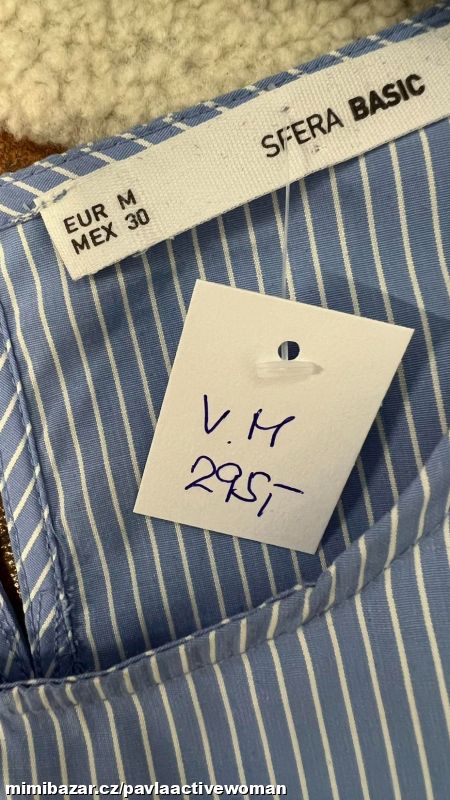 SFERA BASIC
EUR M
MEX 30
V.M
295,-
mimibazar.cz/pavlaactivewoman